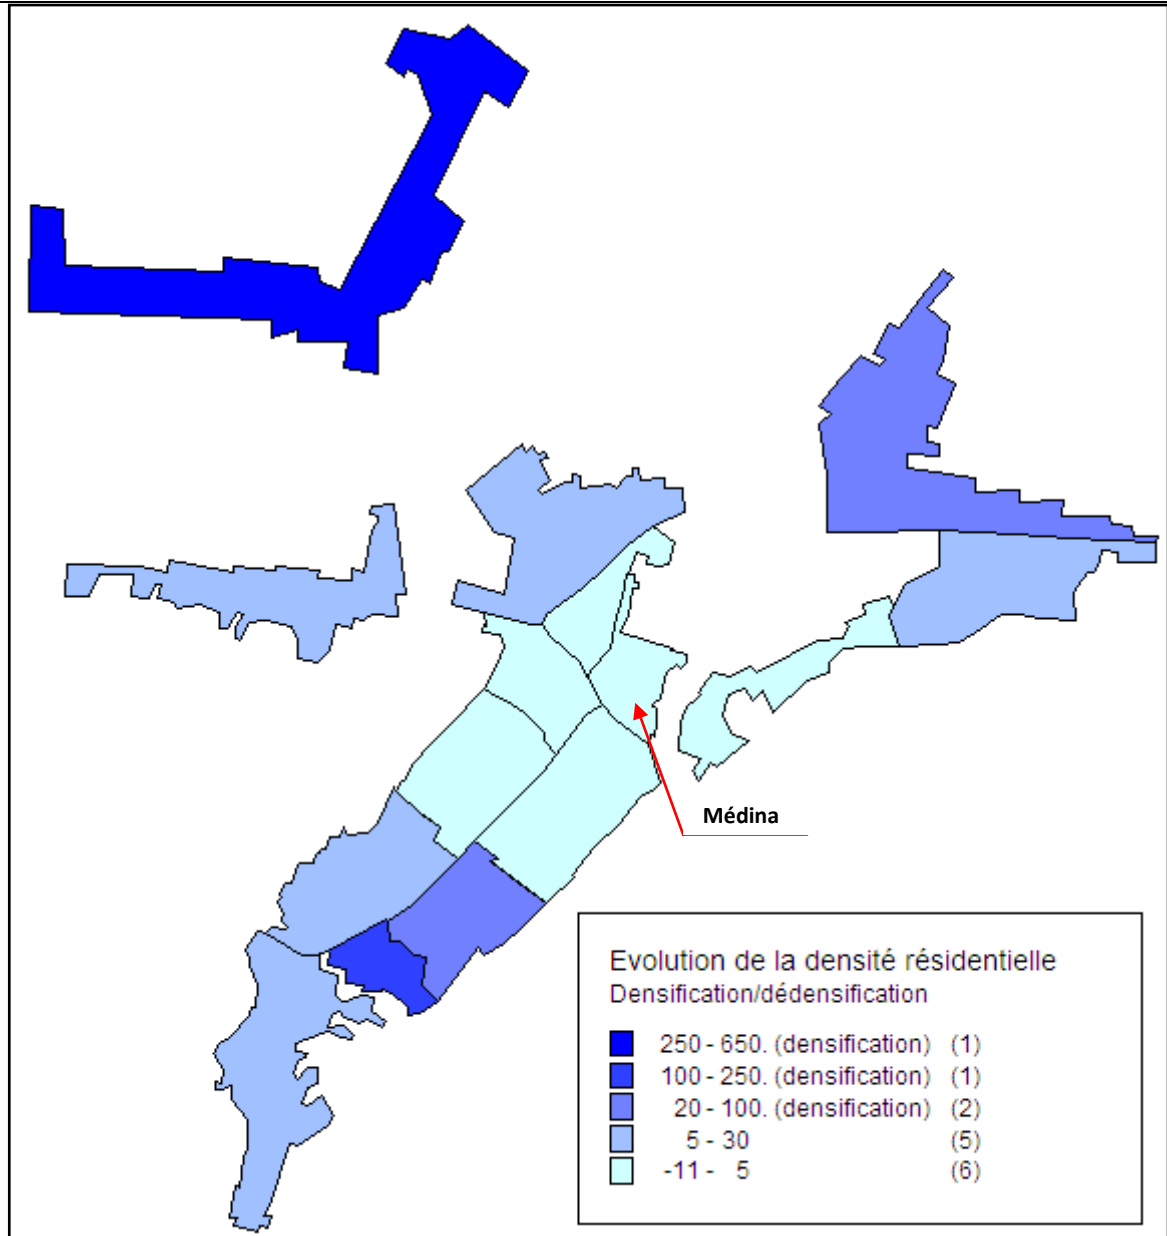 Médina
Evolution de la densité résidentielle
Densification/dédensification
250 - 650. (densification) (1)
100 - 250. (densification) (1)
20 - 100. (densification) (2)
5 - 30 (5)
-11 - 5 (6)